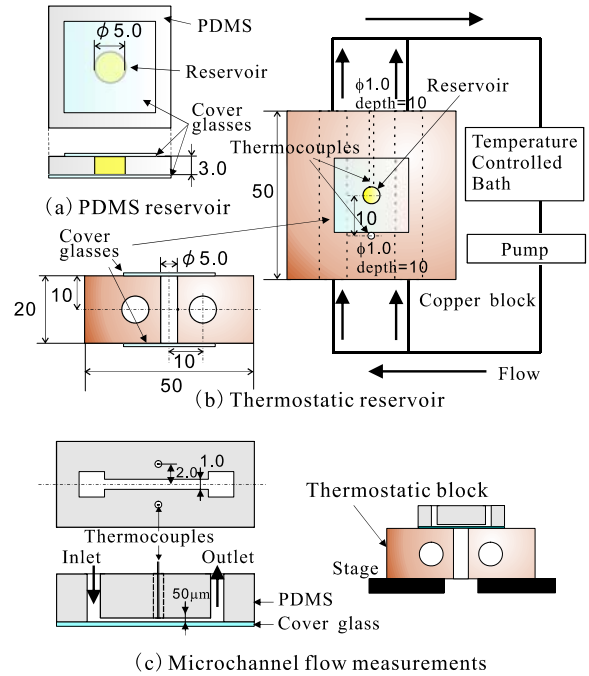 PDMS
ϕ 5.0
Reservoir
Cover
glasses
3.0
(a) PDMS reservoir
ϕ1.0
depth=10
Reservoir
Thermocouples
50
10
ϕ1.0
depth=10
Temperature
Controlled
Bath
Pump
Copper block
Flow
Cover
glasses
ϕ 5.0
20
10
10
50
(b) Thermostatic reservoir
1.0
2.0
Thermocouples
Inlet
Outlet
50μm
PDMS
Cover glass
Thermostatic block
Stage
(c) Microchannel flow measurements